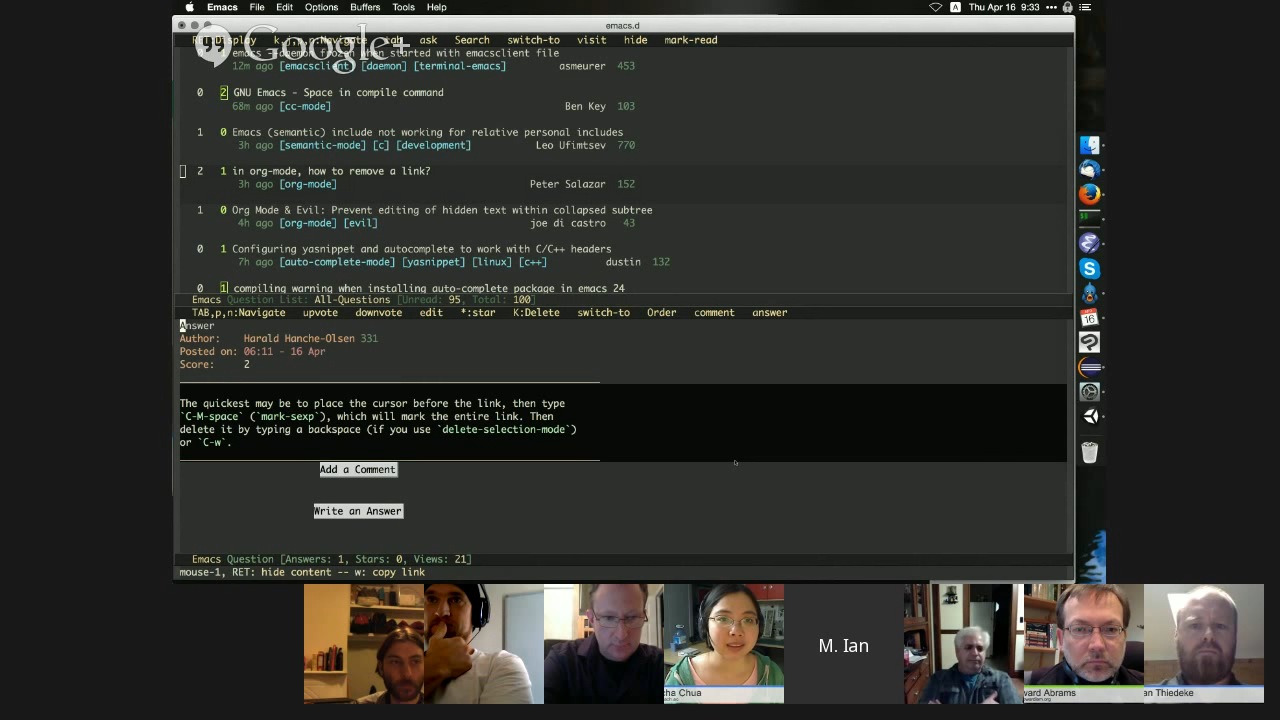 Emacs File Edit Options Buffers Tools Help
A Thu Apr 16 9:33
emacs.d
RET:Display k,j,p,n:Navigate tab ask Search switch-to visit hide mark-read
Google+
emacs --daemon frozen when started with emacsclient file
12m ago [emacsclient] [daemon] [terminal-emacs] asmeurer 453
0 2 GNU Emacs - Space in compile command
68m ago [cc-mode] Ben Key 103
1 0 Emacs (semantic) include not working for relative personal includes
3h ago [semantic-mode] [c] [development] Leo Ufimtsev 770
2 1 in org-mode, how to remove a link?
3h ago [org-mode] Peter Salazar 152
1 0 Org Mode & Evil: Prevent editing of hidden text within collapsed subtree
4h ago [org-mode] [evil] joe di castro 43
0 1 Configuring yasnippet and autocomplete to work with C/C++ headers
7h ago [auto-complete-mode] [yasnippet] [linux] [c++] dustin 132
0 1 compiling warning when installing auto-complete package in emacs 24
Emacs Question List: All-Questions [Unread: 95, Total: 100]
TAB,p,n:Navigate upvote downvote edit *:star K:Delete switch-to Order comment answer
Answer
Author: Harald Hanche-Olsen 331
Posted on: 06:11 - 16 Apr
Score: 2
The quickest may be to place the cursor before the link, then type
`C-M-space` (`mark-sexp`), which will mark the entire link. Then
delete it by typing a backspace (if you use `delete-selection-mode`)
or `C-w`.
Add a Comment
Write an Answer
Emacs Question [Answers: 1, Stars: 0, Views: 21]
mouse-1, RET: hide content -- w: copy link
16
M. Ian
cha Chua
ward Abrams
an Thiedeke